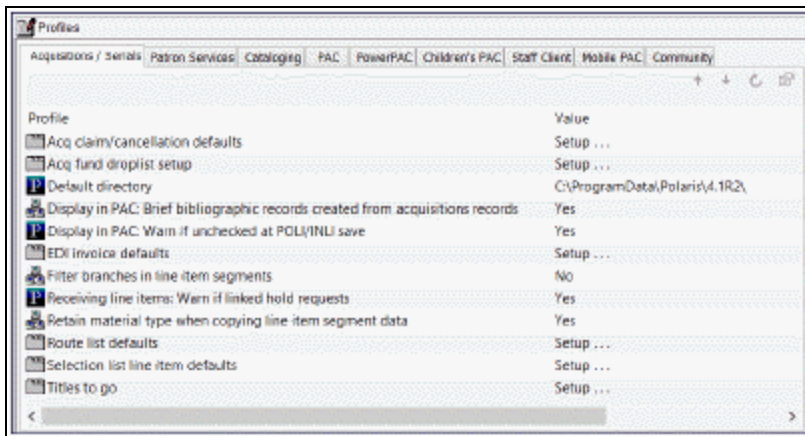 Profiles
Acquisitions / Serials Patron Services Cataloging PAC PowerPAC Children's PAC Staff Client Mobile PAC Community
Profile Value
Acq claim/cancellation defaults Setup ...
Acq fund droplist setup Setup ...
Default directory C:\ProgramData\Polaris\4.1R2\
Display in PAC: Brief bibliographic records created from acquisitions records Yes
Display in PAC: Warn if unchecked at POLI/INLI save Yes
EDI invoice defaults Setup ...
Filter branches in line item segments No
Receiving line items: Warn if linked hold requests Yes
Retain material type when copying line item segment data Yes
Route list defaults Setup ...
Selection list line item defaults Setup ...
Titles to go Setup ...